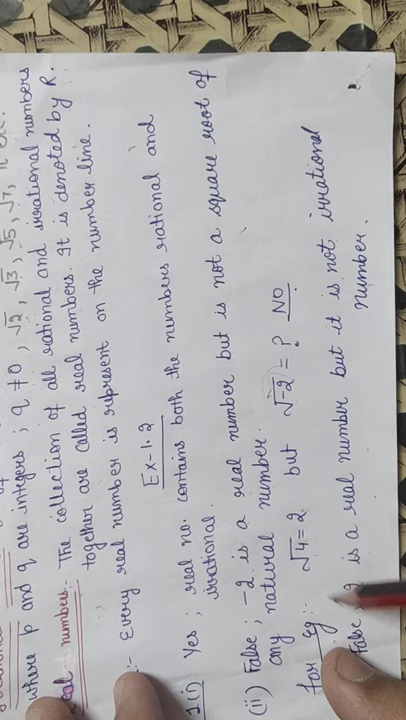 where p and q are integers ; q ≠ 0 , √2 , √3 , √5 , √7 ,
numbers:- The collection of all rational and irrational numbers
together are called real numbers. It is denoted by R.
:- Every real number is represent on the number line.
Ex-1.2
1.(i) Yes ; real no. contains both the numbers rational and
irrational.
(ii) False ; -2 is a real number but is not a square root of
any natural number.
for eg:- √4 = 2 but √-2 = ? NO
False ; 2 is a real number but it is not irrational
number.